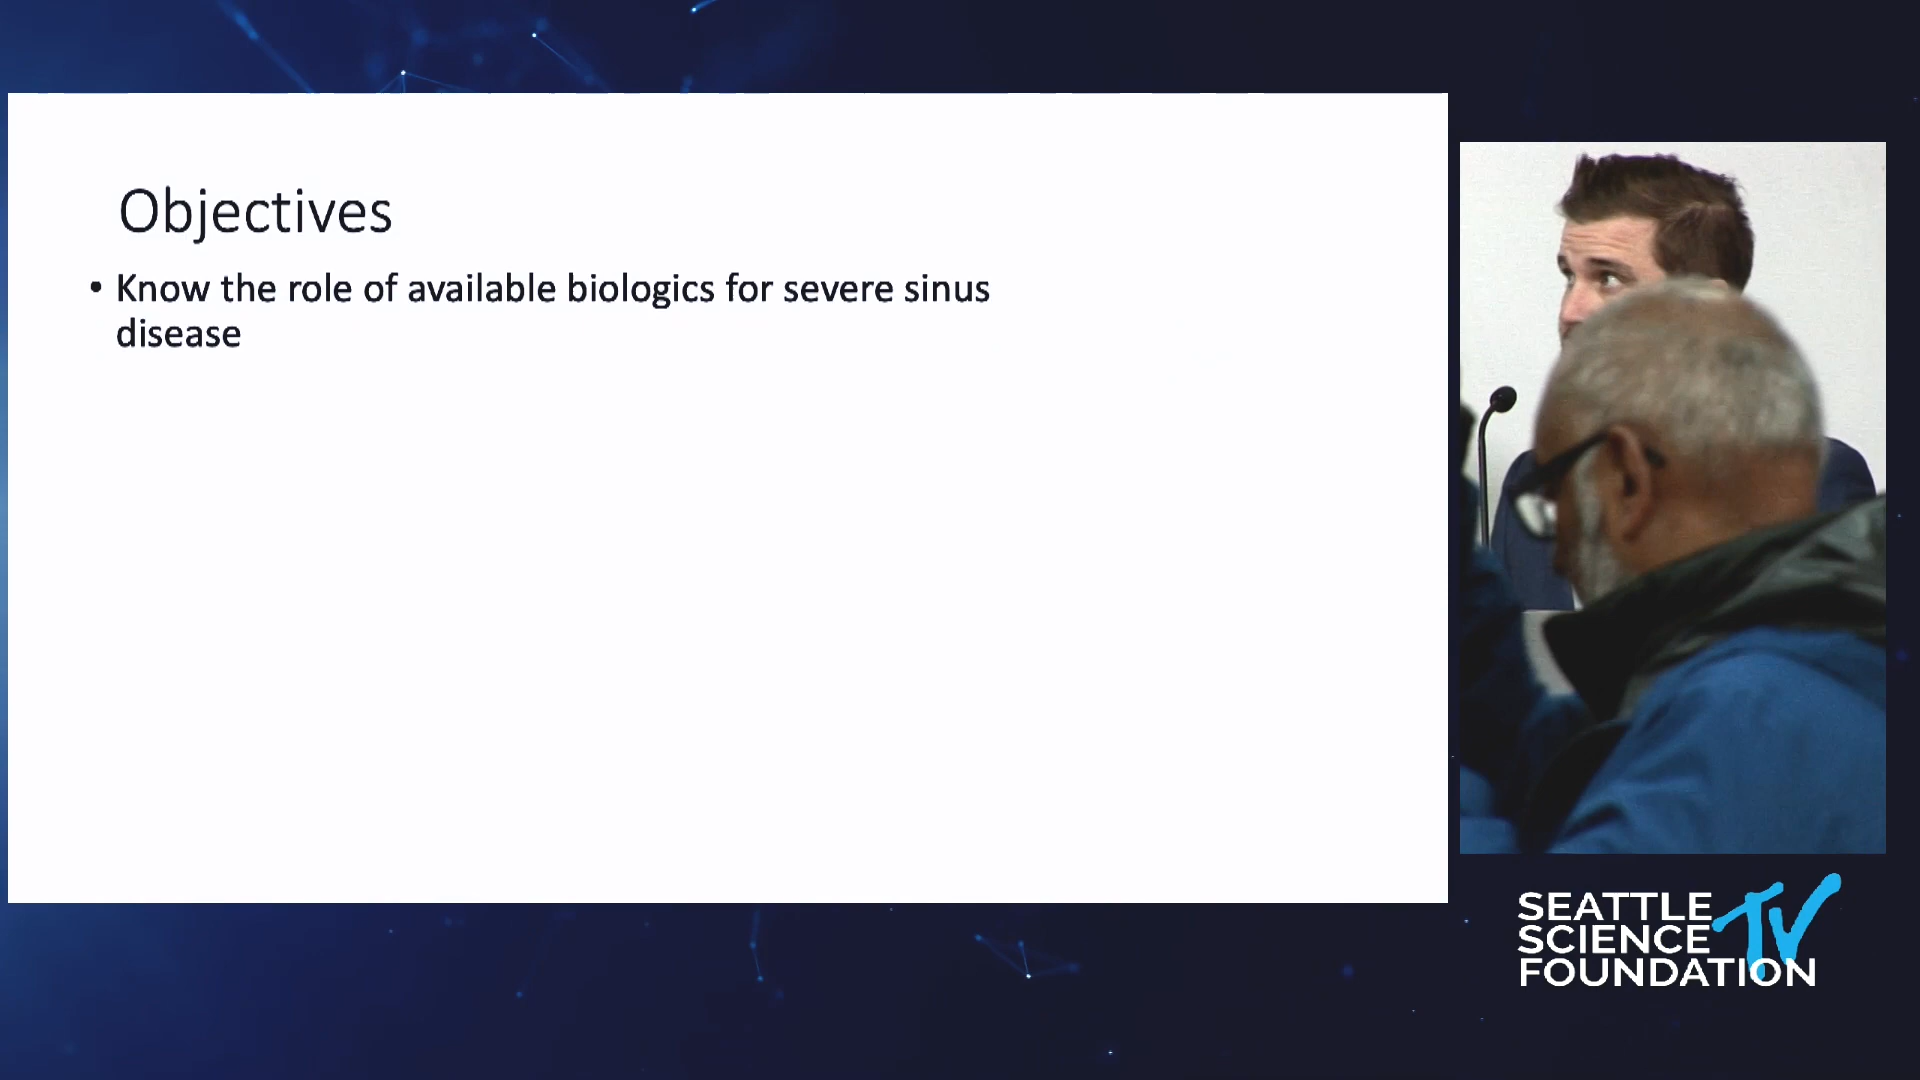 Objectives
• Know the role of available biologics for severe sinus
disease
SEATTLE
SCIENCE
FOUNDATION
TV